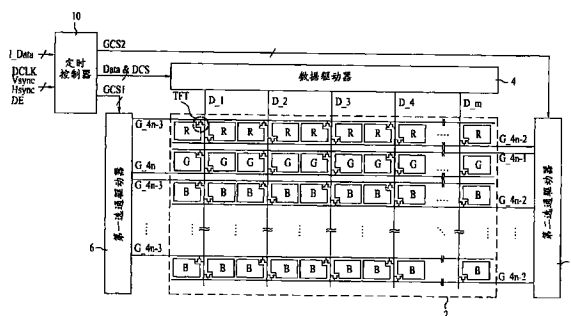 10
GCS2
I_Data
DCLK
Vsync
Hsync
DE
定时
控制器
Data & DCS
GCS1
数据驱动器
4
TFT
D_1 D_2 D_3 D_4 D_m
G_4n-3 R R R R R R R R G_4n-2
G_4n-1
G_4n G G G G G G G G
G_4n-3 B B B B B B B B G_4n-2
第一选通驱动器
第二选通驱动器
6
G_4n-3
B B B B B B B B G_4n-2
2